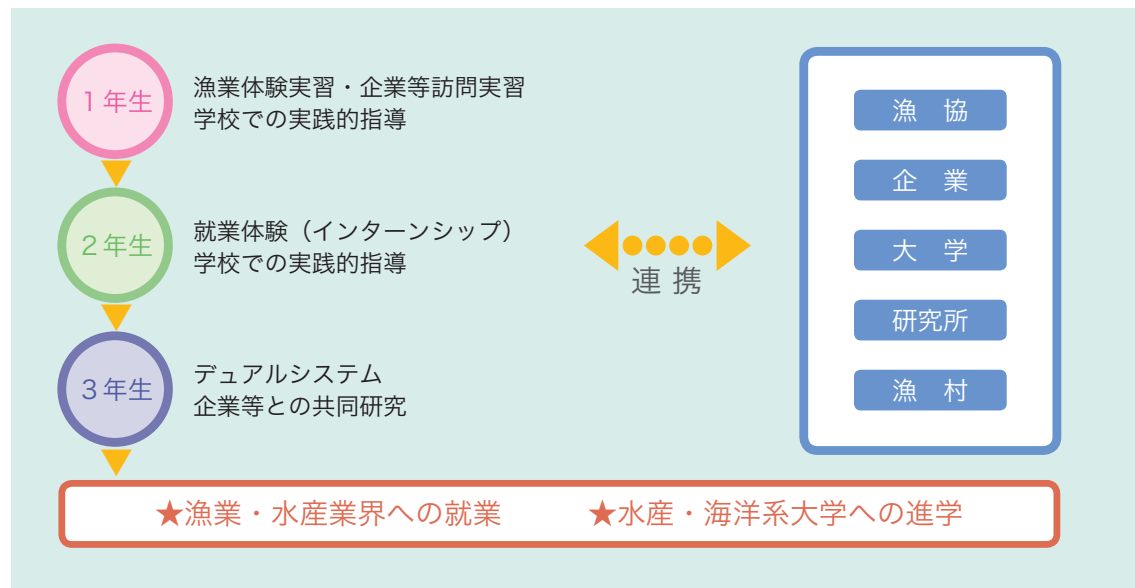 １年生
漁業体験実習・企業等訪問実習
学校での実践的指導
２年生
就業体験（インターンシップ）
学校での実践的指導
３年生
デュアルシステム
企業等との共同研究
連 携
漁　協
企　業
大　学
研究所
漁　村
★漁業・水産業界への就業　　　★水産・海洋系大学への進学